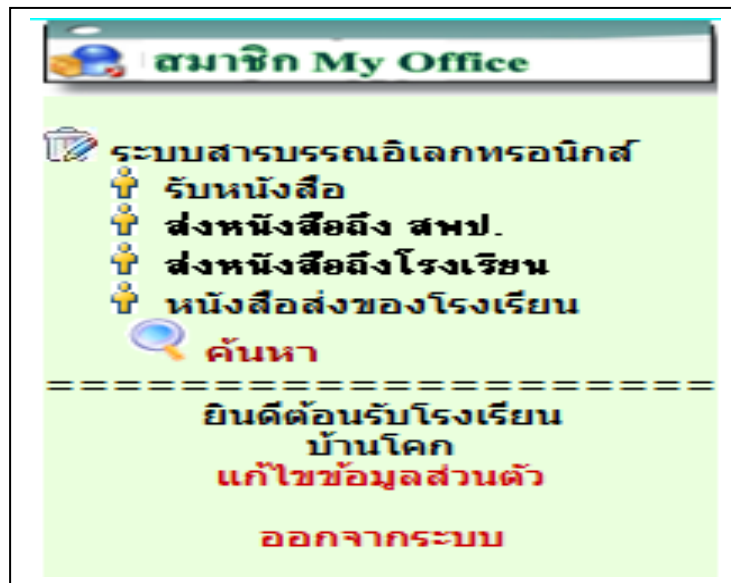 สมาชิก My Office
ระบบสารบรรณอิเลกทรอนิกส์
รับหนังสือ
ส่งหนังสือถึง สพป.
ส่งหนังสือถึงโรงเรียน
หนังสือส่งของโรงเรียน
ค้นหา
====================
ยินดีต้อนรับโรงเรียน
บ้านโคก
แก้ไขข้อมูลส่วนตัว
ออกจากระบบ